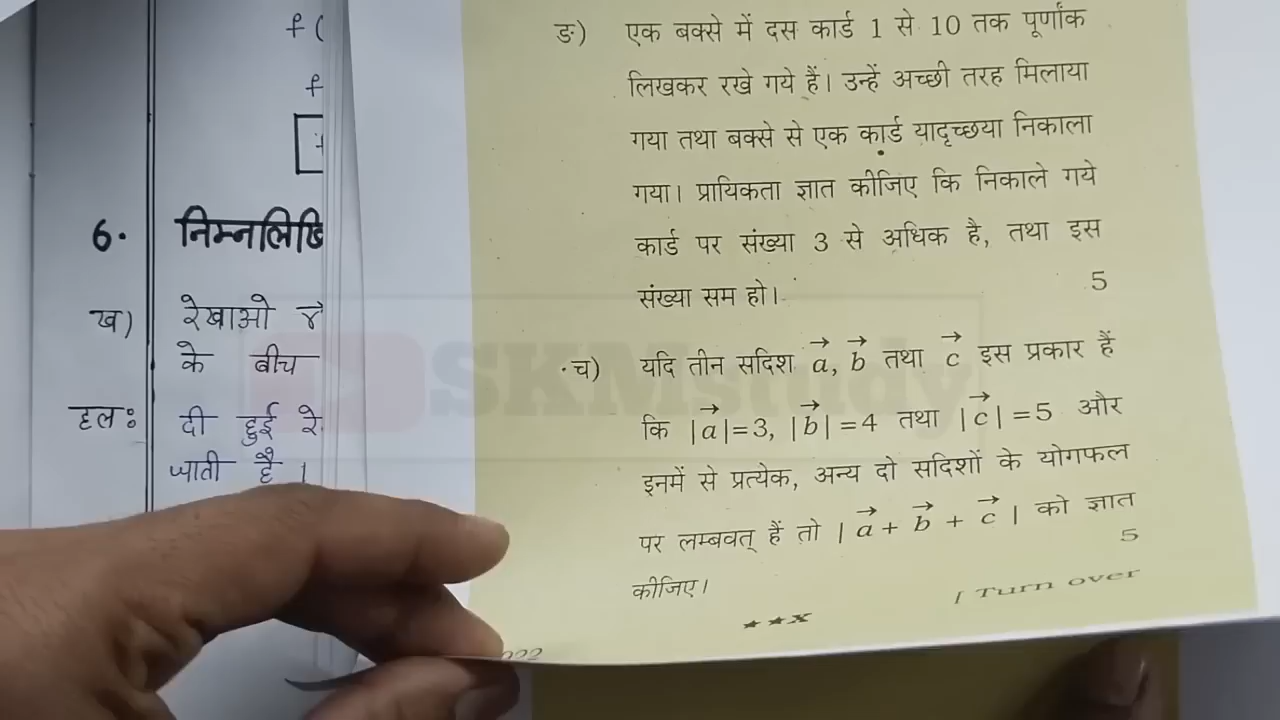 f (
f
6. निम्नलिखि
ख) रेखाओ
के बीच
हलः दी हुई रे
जाती है ।
ङ) एक बक्से में दस कार्ड 1 से 10 तक पूर्णांक
लिखकर रखे गये हैं। उन्हें अच्छी तरह मिलाया
गया तथा बक्से से एक कार्ड यादृच्छया निकाला
गया। प्रायिकता ज्ञात कीजिए कि निकाले गये
कार्ड पर संख्या 3 से अधिक है, तथा इस
संख्या सम हो। 5
च) यदि तीन सदिश a⃗, b⃗ तथा c⃗ इस प्रकार हैं
कि |a⃗|=3, |b⃗|=4 तथा |c⃗|=5 और
इनमें से प्रत्येक, अन्य दो सदिशों के योगफल
पर लम्बवत् हैं तो |a⃗ + b⃗ + c⃗| को ज्ञात
कीजिए। 5
[ Turn over
SKMstudy